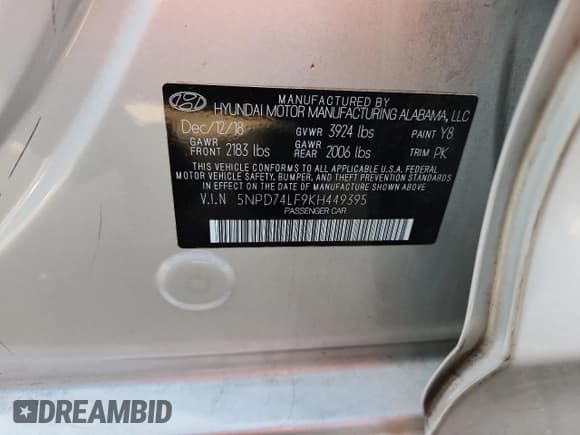 MANUFACTURED BY
HYUNDAI MOTOR MANUFACTURING ALABAMA, LLC
Dec/12/18 GVWR 3924 lbs PAINT Y8
GAWR FRONT 2183 lbs GAWR REAR 2006 lbs TRIM PK
THIS VEHICLE CONFORMS TO ALL APPLICABLE U.S.A. FEDERAL
MOTOR VEHICLE SAFETY, BUMPER, AND THEFT PREVENTION STANDARDS
IN EFFECT ON THE DATE OF MANUFACTURE SHOWN ABOVE.
V.I.N 5NPD74LF9KH449395
PASSENGER CAR
DREAMBID